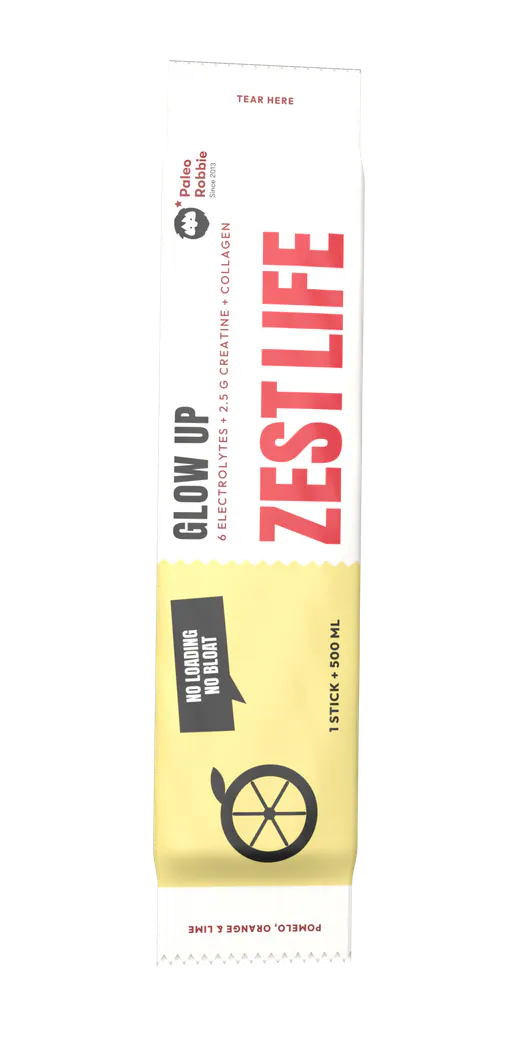 TEAR HERE
Paleo
Robbie
Since 2013
GLOW UP
6 ELECTROLYTES + 2.5 G CREATINE + COLLAGEN
ZEST LIFE
NO LOADING
NO BLOAT
1 STICK + 500 ML
POMELO, ORANGE & LIME